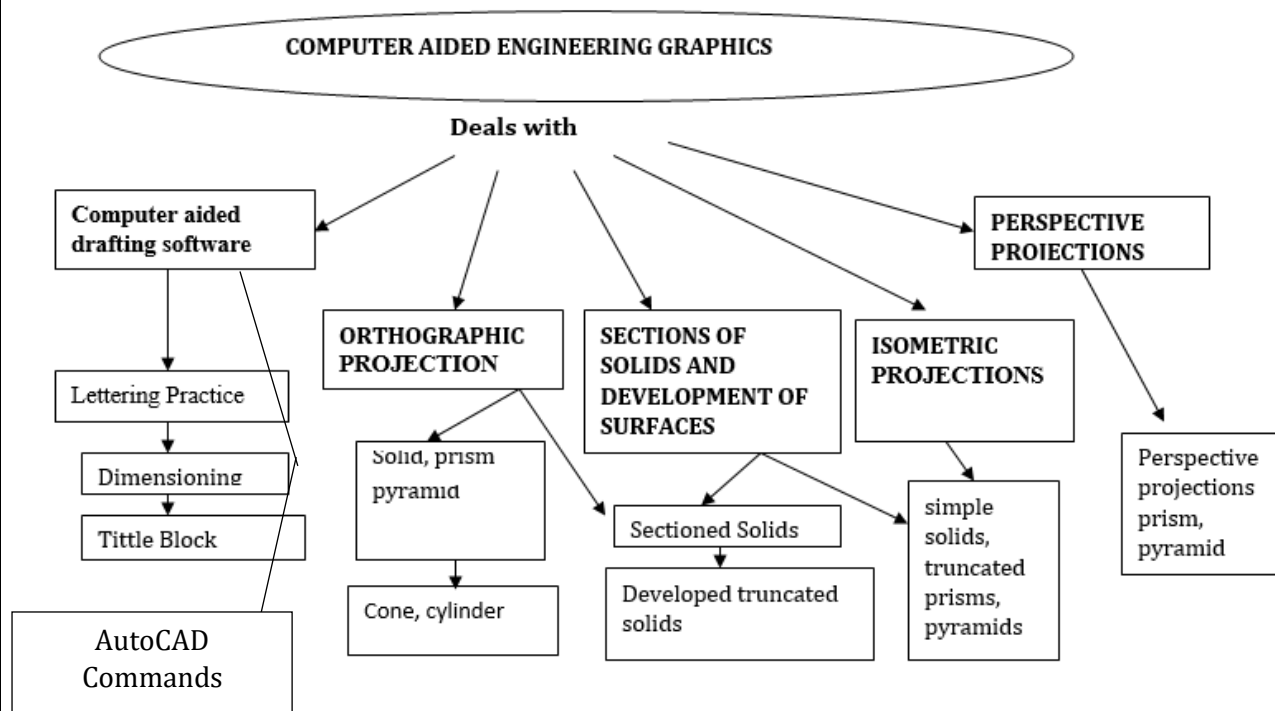 COMPUTER AIDED ENGINEERING GRAPHICS
Deals with
Computer aided
drafting software
Lettering Practice
Dimensioning
Tittle Block
AutoCAD
Commands
ORTHOGRAPHIC
PROJECTION
Solid, prism
pyramid
Cone, cylinder
SECTIONS OF
SOLIDS AND
DEVELOPMENT OF
SURFACES
Sectioned Solids
Developed truncated
solids
ISOMETRIC
PROJECTIONS
simple
solids,
truncated
prisms,
pyramids
PERSPECTIVE
PROJECTIONS
Perspective
projections
prism,
pyramid